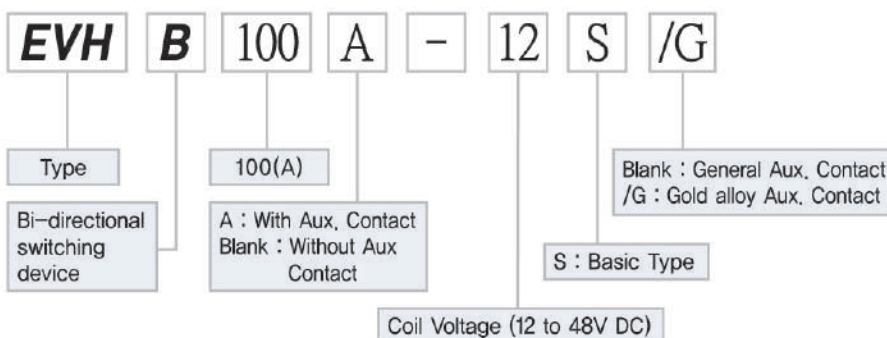 EVH B 100 A - 12 S /G
Type
100(A)
Blank : General Aux. Contact
/G : Gold alloy Aux. Contact
Bi-directional
switching
device
A : With Aux. Contact
Blank : Without Aux
Contact
S : Basic Type
Coil Voltage (12 to 48V DC)